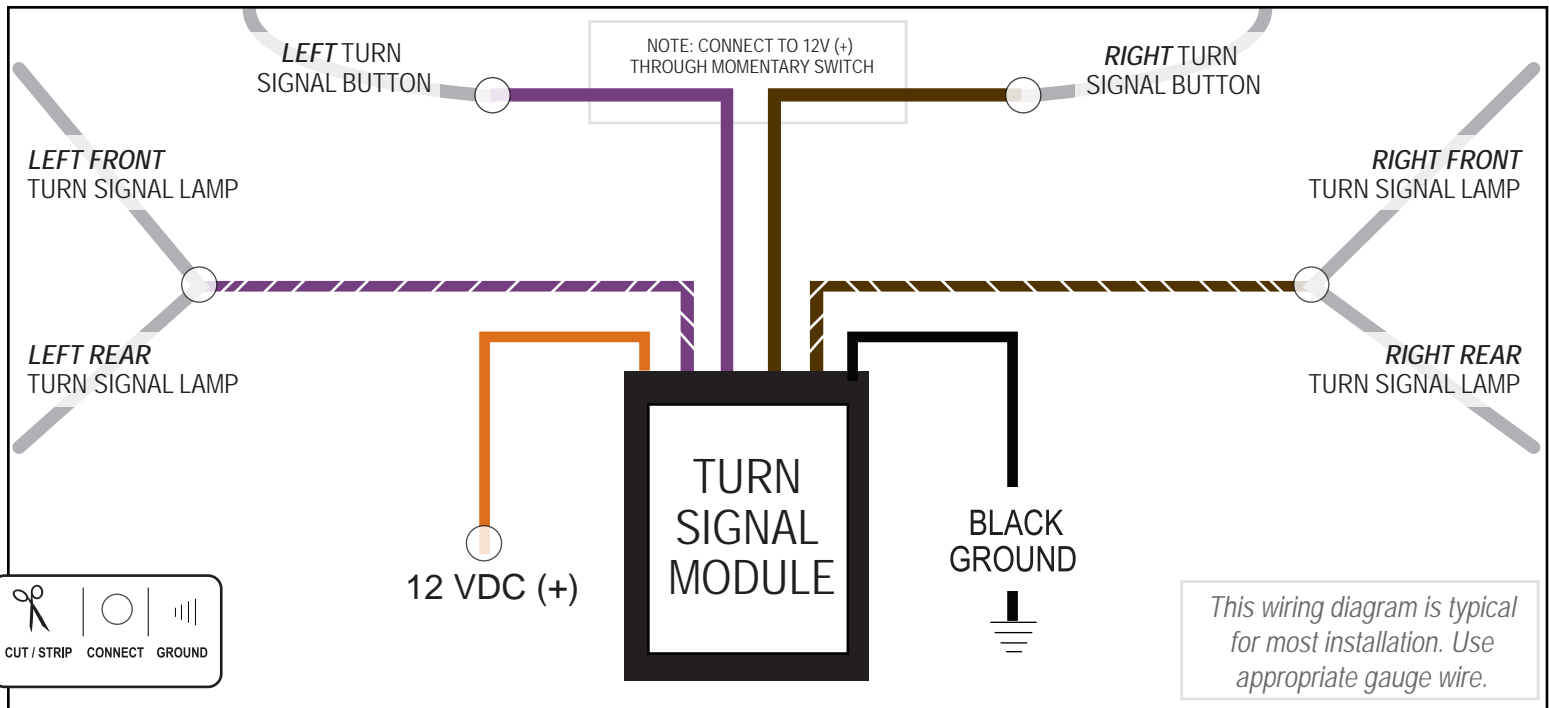 LEFT TURN
SIGNAL BUTTON
NOTE: CONNECT TO 12V (+)
THROUGH MOMENTARY SWITCH
RIGHT TURN
SIGNAL BUTTON
LEFT FRONT
TURN SIGNAL LAMP
RIGHT FRONT
TURN SIGNAL LAMP
LEFT REAR
TURN SIGNAL LAMP
RIGHT REAR
TURN SIGNAL LAMP
TURN
SIGNAL
MODULE
12 VDC (+)
BLACK
GROUND
CUT / STRIP
CONNECT
GROUND
This wiring diagram is typical
for most installation. Use
appropriate gauge wire.